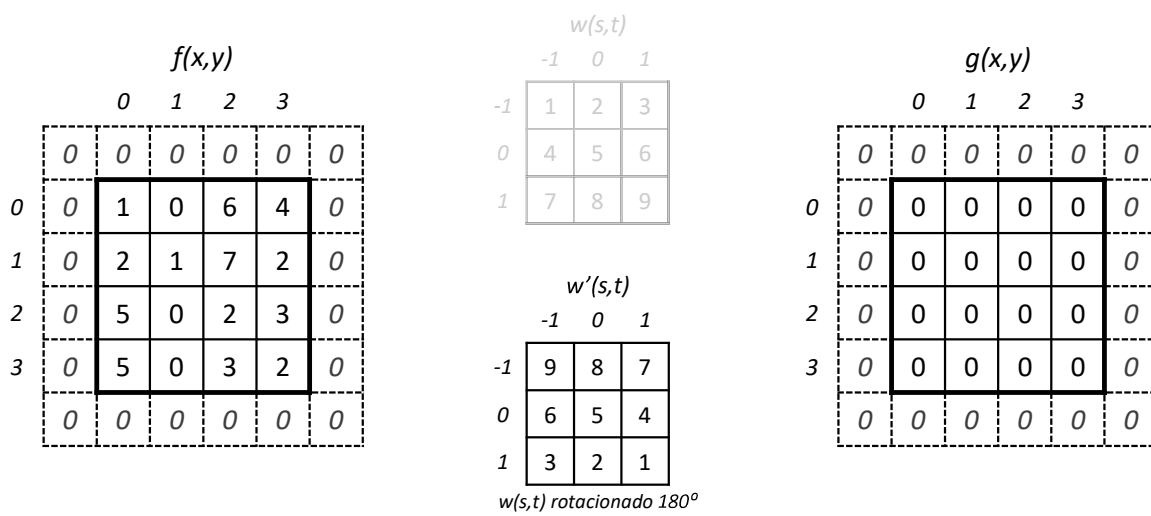 f(x,y)
0 1 2 3
0 0 0 0 0 0
0 0 1 0 6 4 0
1 0 2 1 7 2 0
2 0 5 0 2 3 0
3 0 5 0 3 2 0
0 0 0 0 0 0
w(s,t)
-1 0 1
-1 1 2 3
0 4 5 6
1 7 8 9
w’(s,t)
-1 0 1
-1 9 8 7
0 6 5 4
1 3 2 1
w(s,t) rotacionado 180º
g(x,y)
0 1 2 3
0 0 0 0 0 0
0 0 0 0 0 0 0
1 0 0 0 0 0 0
2 0 0 0 0 0 0
3 0 0 0 0 0 0
0 0 0 0 0 0